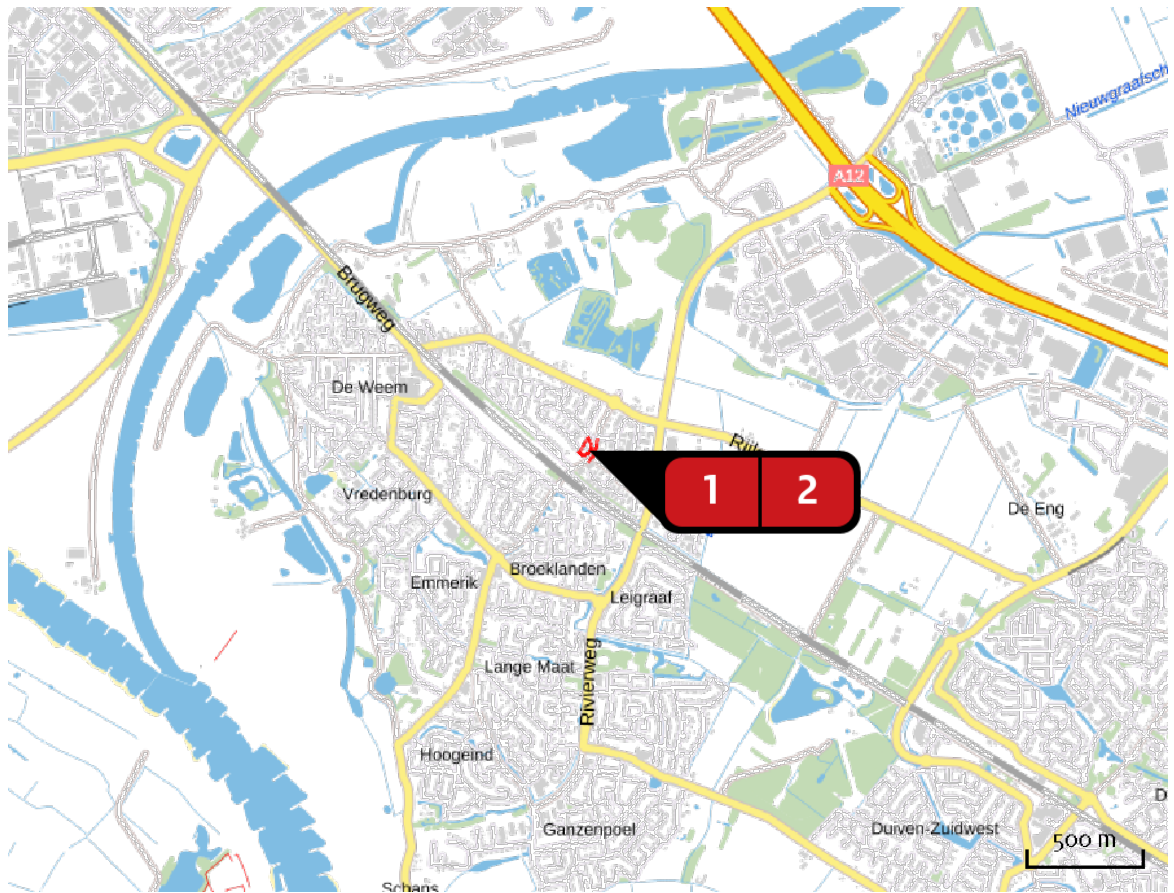 Nieuwgraafsch
A12
Brugweg
De Weem
1 2
Vredenburg
De Eng
Broeklanden
Emmerik
Leigraaf
Lange Maat
Rivierweg
Hoogeind
Ganzenpoel
Duiven-Zuidwest
500 m
Schans